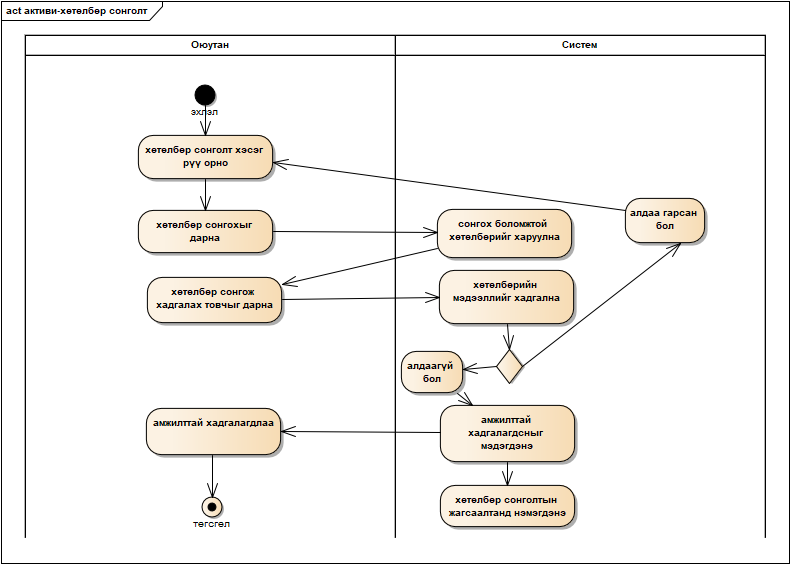 act активи-хөтөлбөр сонголт
Оюутан
Систем
эхлэл
хөтөлбөр сонголт хэсэг
рүү орно
хөтөлбөр сонгохыг
дарна
сонгох боломжтой
хөтөлбөрийг харуулна
алдаа гарсан
бол
хөтөлбөр сонгож
хадгалах товчыг дарна
хөтөлбөрийн
мэдээллийг хадгална
алдаагүй
бол
амжилттай хадгалагдлаа
амжилттай
хадгалагдсныг
мэдэгдэнэ
хөтөлбөр сонголтын
жагсаалтанд нэмэгдэнэ
төгсгөл